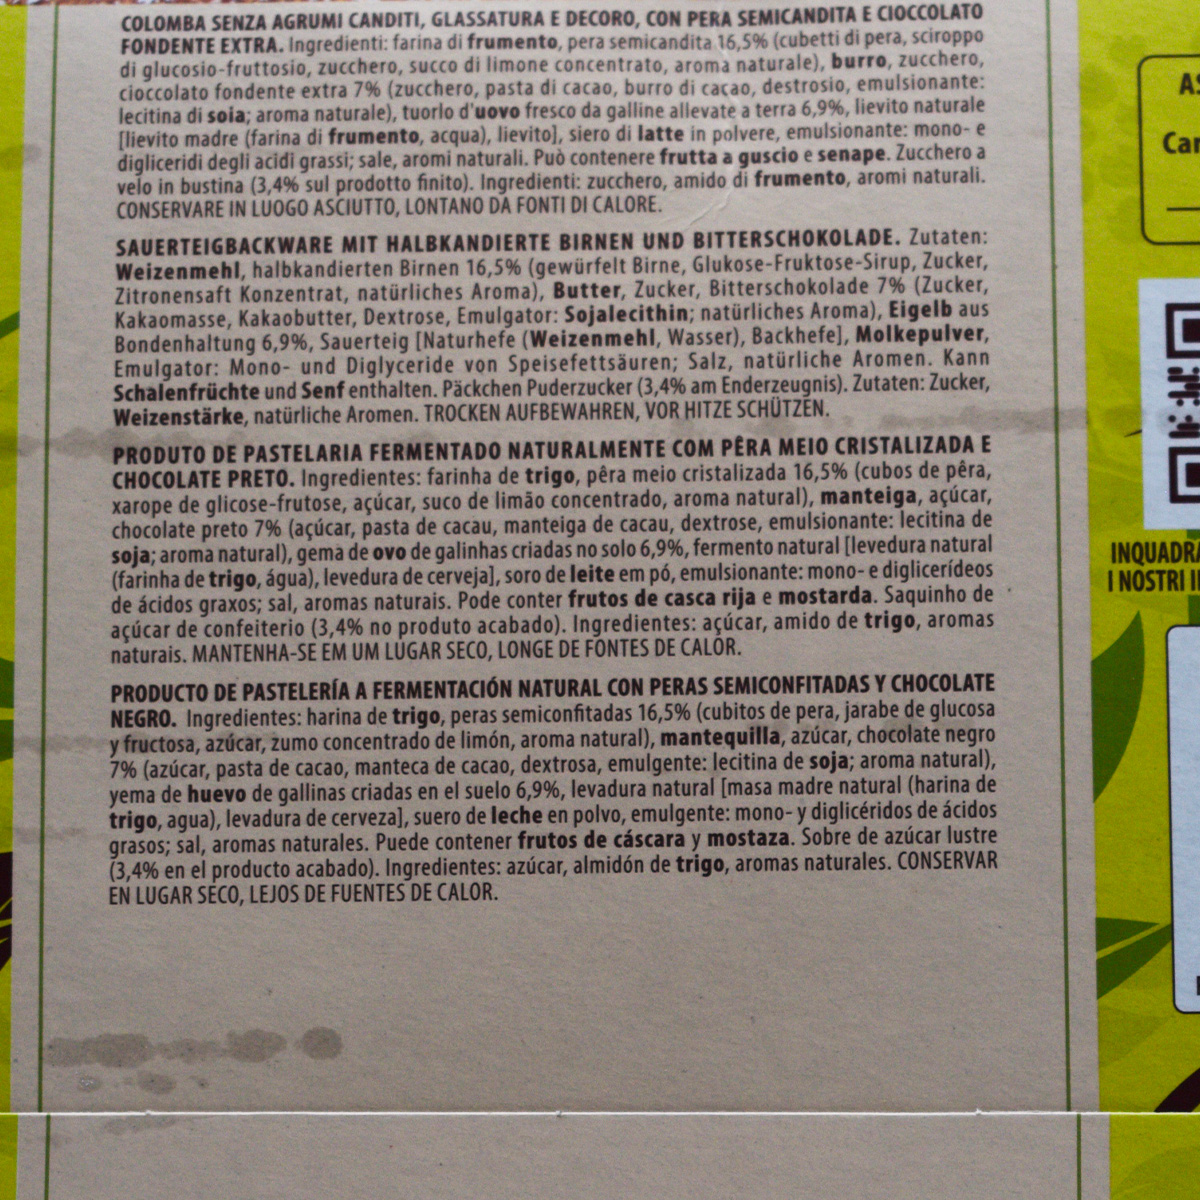 COLOMBA SENZA AGRUMI CANDITI, GLASSATURA E DECORO, CON PERA SEMICANDITA E CIOCCOLATO
FONDENTE EXTRA. Ingredienti: farina di frumento, pera semicandita 16,5% (cubetti di pera, sciroppo
di glucosio-fruttosio, zucchero, succo di limone concentrato, aroma naturale), burro, zucchero,
cioccolato fondente extra 7% (zucchero, pasta di cacao, burro di cacao, destrosio, emulsionante:
lecitina di soia; aroma naturale), tuorlo d'uovo fresco da galline allevate a terra 6,9%, lievito naturale
[lievito madre (farina di frumento, acqua), lievito], siero di latte in polvere, emulsionante: mono- e
digliceridi degli acidi grassi; sale, aromi naturali. Può contenere frutta a guscio e senape. Zucchero a
velo in bustina (3,4% sul prodotto finito). Ingredienti: zucchero, amido di frumento, aromi naturali.
CONSERVARE IN LUOGO ASCIUTTO, LONTANO DA FONTI DI CALORE.
SAUERTEIGBACKWARE MIT HALBKANDIERTE BIRNEN UND BITTERSCHOKOLADE. Zutaten:
Weizenmehl, halbkandierten Birnen 16,5% (gewürfelt Birne, Glukose-Fruktose-Sirup, Zucker,
Zitronensaft Konzentrat, natürliches Aroma), Butter, Zucker, Bitterschokolade 7% (Zucker,
Kakaomasse, Kakaobutter, Dextrose, Emulgator: Sojalecithin; natürliches Aroma), Eigelb aus
Bondenhaltung 6,9%, Sauerteig [Naturhefe (Weizenmehl, Wasser), Backhefe], Molkepulver,
Emulgator: Mono- und Diglyceride von Speisefettsäuren; Salz, natürliche Aromen. Kann
Schalenfrüchte und Senf enthalten. Päckchen Puderzucker (3,4% am Enderzeugnis). Zutaten: Zucker,
Weizenstärke, natürliche Aromen. TROCKEN AUFBEWAHREN, VOR HITZE SCHÜTZEN.
PRODUTO DE PASTELARIA FERMENTADO NATURALMENTE COM PÊRA MEIO CRISTALIZADA E
CHOCOLATE PRETO. Ingredientes: farinha de trigo, pêra meio cristalizada 16,5% (cubos de pêra,
xarope de glicose-frutose, açúcar, suco de limão concentrado, aroma natural), manteiga, açúcar,
chocolate preto 7% (açúcar, pasta de cacau, manteiga de cacau, dextrose, emulsionante: lecitina de
soja; aroma natural), gema de ovo de galinhas criadas no solo 6,9%, fermento natural [levedura natural
(farinha de trigo, água), levedura de cerveja], soro de leite em pó, emulsionante: mono- e diglicerídeos
de ácidos graxos; sal, aromas naturais. Pode conter frutos de casca rija e mostarda. Saquinho de
açúcar de confeiterio (3,4% no produto acabado). Ingredientes: açúcar, amido de trigo, aromas
naturais. MANTENHA-SE EM UM LUGAR SECO, LONGE DE FONTES DE CALOR.
PRODUCTO DE PASTELERÍA A FERMENTACIÓN NATURAL CON PERAS SEMICONFITADAS Y CHOCOLATE
NEGRO. Ingredientes: harina de trigo, peras semiconfitadas 16,5% (cubitos de pera, jarabe de glucosa
y fructosa, azúcar, zumo concentrado de limón, aroma natural), mantequilla, azúcar, chocolate negro
7% (azúcar, pasta de cacao, manteca de cacao, dextrosa, emulgente: lecitina de soja; aroma natural),
yema de huevo de gallinas criadas en el suelo 6,9%, levadura natural [masa madre natural (harina de
trigo, agua), levadura de cerveza], suero de leche en polvo, emulgente: mono- y diglicéridos de ácidos
grasos; sal, aromas naturales. Puede contener frutos de cáscara y mostaza. Sobre de azúcar lustre
(3,4% en el producto acabado). Ingredientes: azúcar, almidón de trigo, aromas naturales. CONSERVAR
EN LUGAR SECO, LEJOS DE FUENTES DE CALOR.